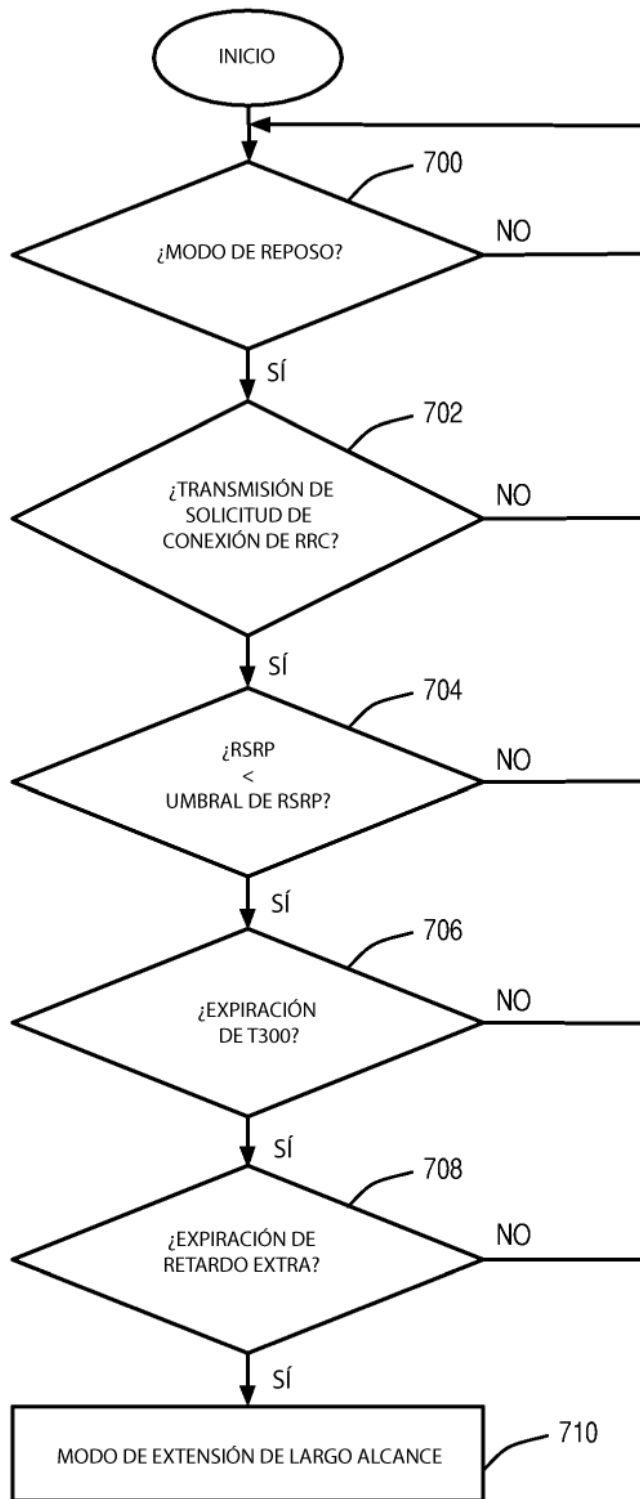 INICIO
700
¿MODO DE REPOSO?
NO
SÍ
702
¿TRANSMISIÓN DE
SOLICITUD DE
CONEXIÓN DE RRC?
NO
SÍ
704
¿RSRP
<
UMBRAL DE RSRP?
NO
SÍ
706
¿EXPIRACIÓN
DE T300?
NO
SÍ
708
¿EXPIRACIÓN DE
RETARDO EXTRA?
NO
SÍ
MODO DE EXTENSIÓN DE LARGO ALCANCE
710